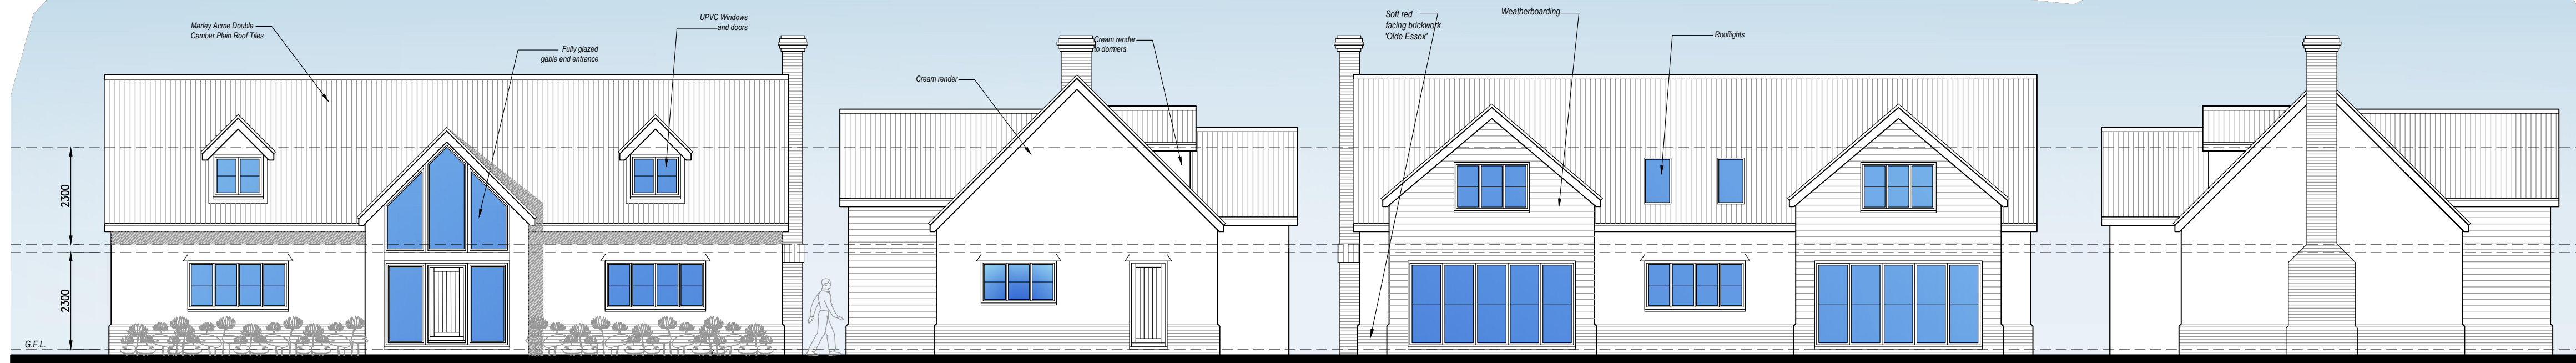 Marley Acme Double
Camber Plain Roof Tiles
Fully glazed
gable end entrance
UPVC Windows
and doors
Cream render
Cream render
to dormers
Soft red
facing brickwork
'Olde Essex'
Weatherboarding
Rooflights
2300
2300
G.F.L.